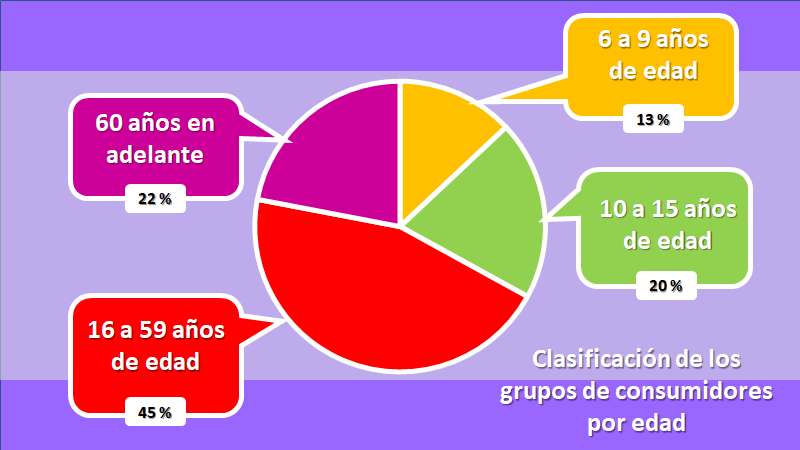 6 a 9 años
de edad
13 %
60 años en
adelante
22 %
10 a 15 años
de edad
20 %
16 a 59 años
de edad
45 %
Clasificación de los
grupos de consumidores
por edad